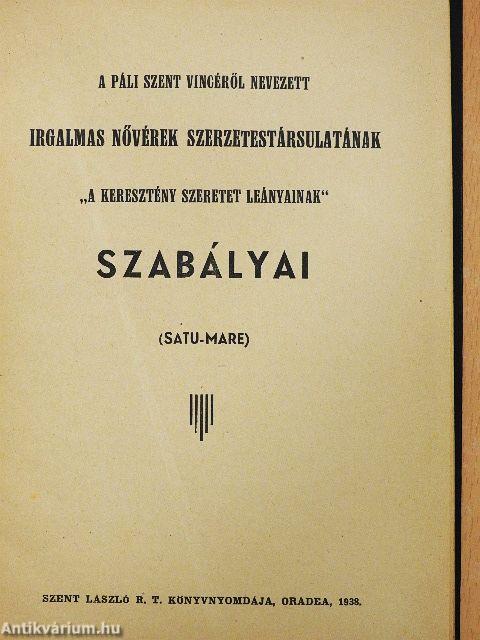 A PÁLI SZENT VINCÉRŐL NEVEZETT
IRGALMAS NŐVÉREK SZERZETESTÁRSULATÁNAK
„A KERESZTÉNY SZERETET LEÁNYAINAK"
SZABÁLYAI
(SATU-MARE)
SZENT LÁSZLÓ R. T. KÖNYVNYOMDÁJA, ORADEA, 1938.
Antikvárium.hu